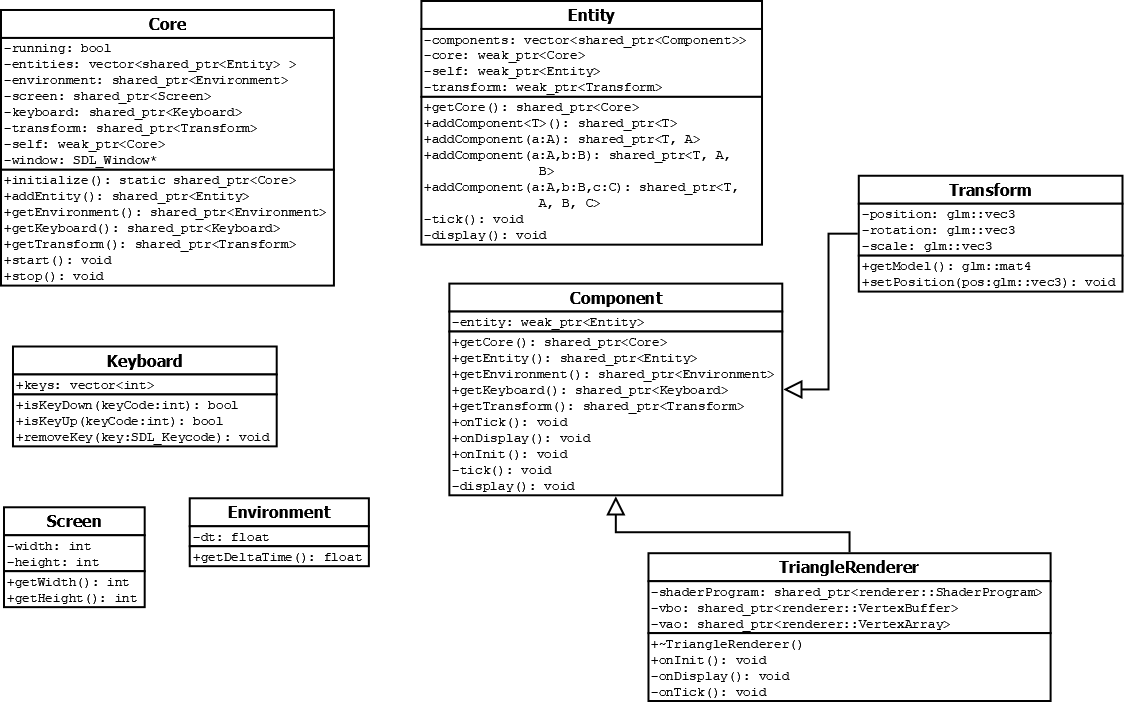 Core
-running: bool
-entities: vector<shared_ptr<Entity> >
-environment: shared_ptr<Environment>
-screen: shared_ptr<Screen>
-keyboard: shared_ptr<Keyboard>
-transform: shared_ptr<Transform>
-self: weak_ptr<Core>
-window: SDL_Window*
+initialize(): static shared_ptr<Core>
+addEntity(): shared_ptr<Entity>
+getEnvironment(): shared_ptr<Environment>
+getKeyboard(): shared_ptr<Keyboard>
+getTransform(): shared_ptr<Transform>
+start(): void
+stop(): void
Entity
-components: vector<shared_ptr<Component>>
-core: weak_ptr<Core>
-self: weak_ptr<Entity>
-transform: weak_ptr<Transform>
+getCore(): shared_ptr<Core>
+addComponent<T>(): shared_ptr<T>
+addComponent(a:A): shared_ptr<T, A>
+addComponent(a:A,b:B): shared_ptr<T, A,
B>
+addComponent(a:A,b:B,c:C): shared_ptr<T,
A, B, C>
-tick(): void
-display(): void
Transform
-position: glm::vec3
-rotation: glm::vec3
-scale: glm::vec3
+getModel(): glm::mat4
+setPosition(pos:glm::vec3): void
Component
-entity: weak_ptr<Entity>
+getCore(): shared_ptr<Core>
+getEntity(): shared_ptr<Entity>
+getEnvironment(): shared_ptr<Environment>
+getKeyboard(): shared_ptr<Keyboard>
+getTransform(): shared_ptr<Transform>
+onTick(): void
+onDisplay(): void
+onInit(): void
-tick(): void
-display(): void
Keyboard
+keys: vector<int>
+isKeyDown(keyCode:int): bool
+isKeyUp(keyCode:int): bool
+removeKey(key:SDL_Keycode): void
Screen
-width: int
-height: int
+getWidth(): int
+getHeight(): int
Environment
-dt: float
+getDeltaTime(): float
TriangleRenderer
-shaderProgram: shared_ptr<renderer::ShaderProgram>
-vbo: shared_ptr<renderer::VertexBuffer>
-vao: shared_ptr<renderer::VertexArray>
+~TriangleRenderer()
+onInit(): void
-onDisplay(): void
-onTick(): void